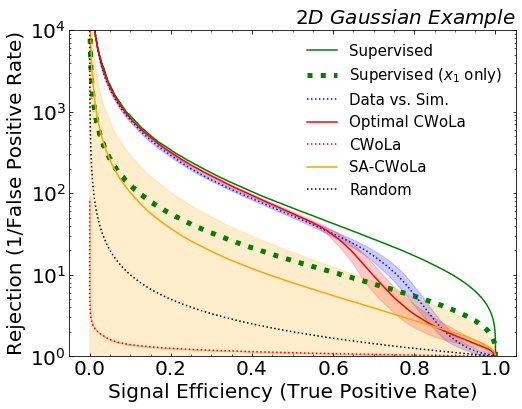 2D Gaussian Example
Rejection (1/False Positive Rate)
10^4
10^3
10^2
10^1
10^0
Supervised
Supervised (x_1 only)
Data vs. Sim.
Optimal CWoLa
CWoLa
SA-CWoLa
Random
0.0 0.2 0.4 0.6 0.8 1.0
Signal Efficiency (True Positive Rate)